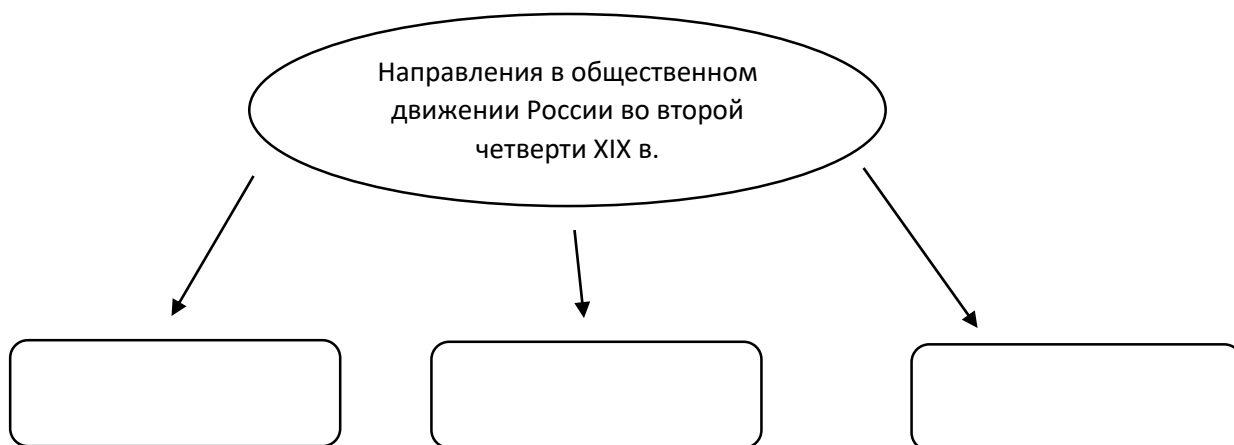 Направления в общественном
движении России во второй
четверти XIX в.